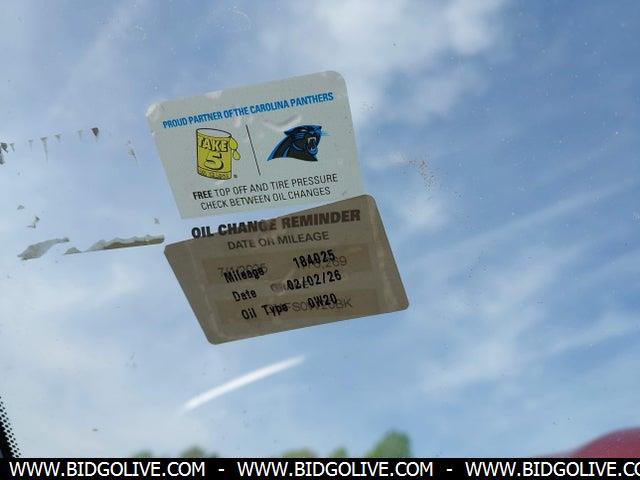 PROUD PARTNER OF THE CAROLINA PANTHERS
TAKE
5
FREE TOP OFF AND TIRE PRESSURE
CHECK BETWEEN OIL CHANGES
OIL CHANGE REMINDER
DATE OR MILEAGE
Mileage 184025
Date 02/02/26
Oil Type 0W20
WWW.BIDGOLIVE.COM - WWW.BIDGOLIVE.COM - WWW.BIDGOLIVE.CO